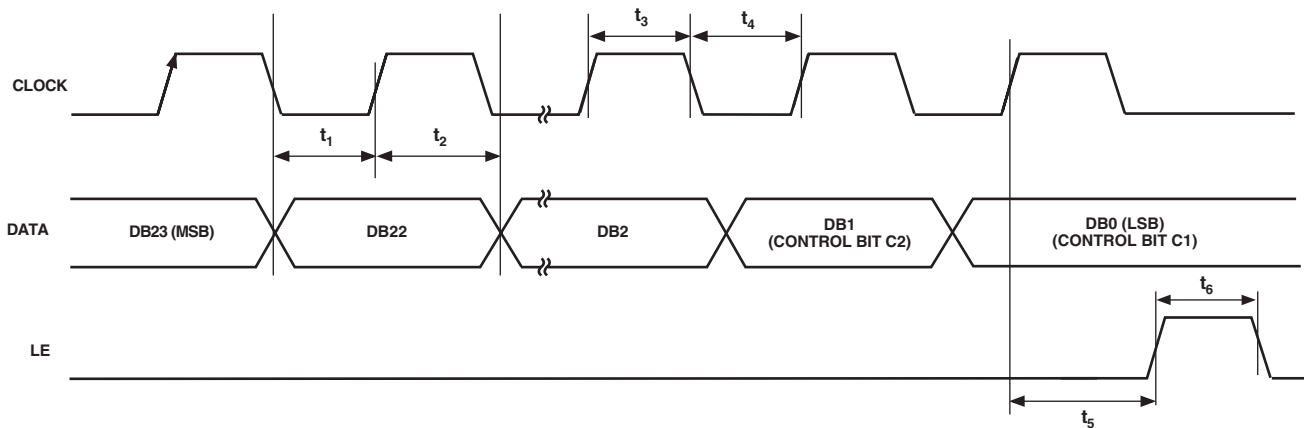 t3
t4
CLOCK
t1
t2
DATA
DB23 (MSB)
DB22
DB2
DB1
(CONTROL BIT C2)
DB0 (LSB)
(CONTROL BIT C1)
t6
LE
t5